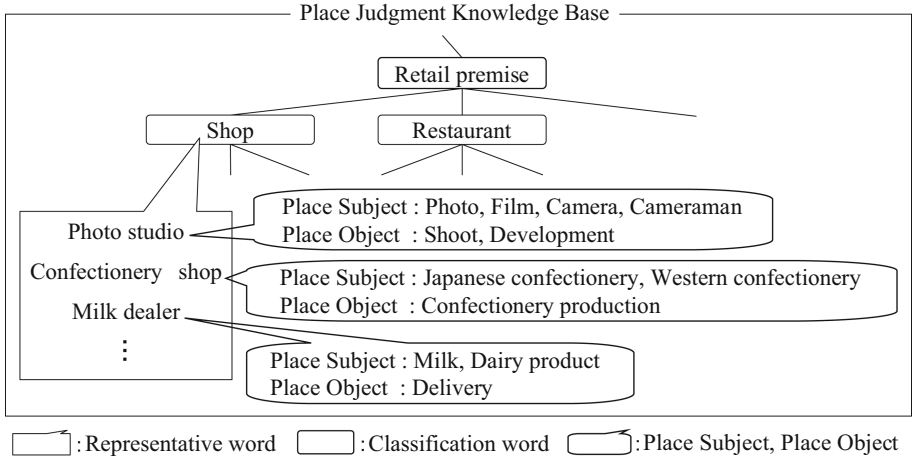 Place Judgment Knowledge Base
Retail premise
Shop
Restaurant
Photo studio
Place Subject : Photo, Film, Camera, Cameraman
Place Object : Shoot, Development
Confectionery shop
Place Subject : Japanese confectionery, Western confectionery
Place Object : Confectionery production
Milk dealer
⋮
Place Subject : Milk, Dairy product
Place Object : Delivery
: Representative word : Classification word : Place Subject, Place Object